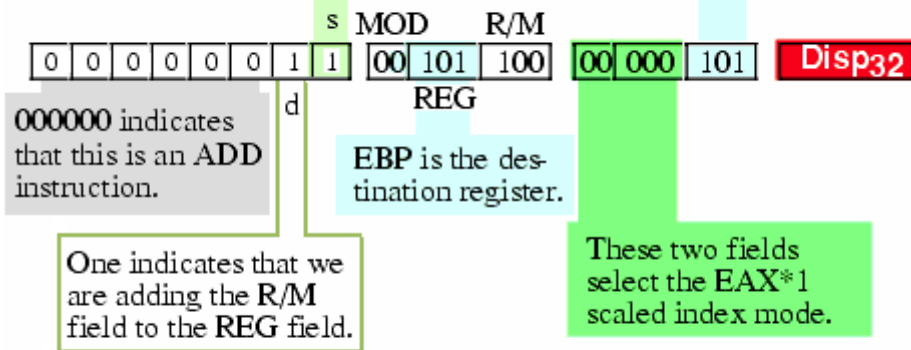 s MOD R/M
0 0 0 0 0 0 1 1 00 101 100 00 000 101 Disp32
d REG
000000 indicates
that this is an ADD
instruction.
EBP is the des-
tination register.
One indicates that we
are adding the R/M
field to the REG field.
These two fields
select the EAX*1
scaled index mode.